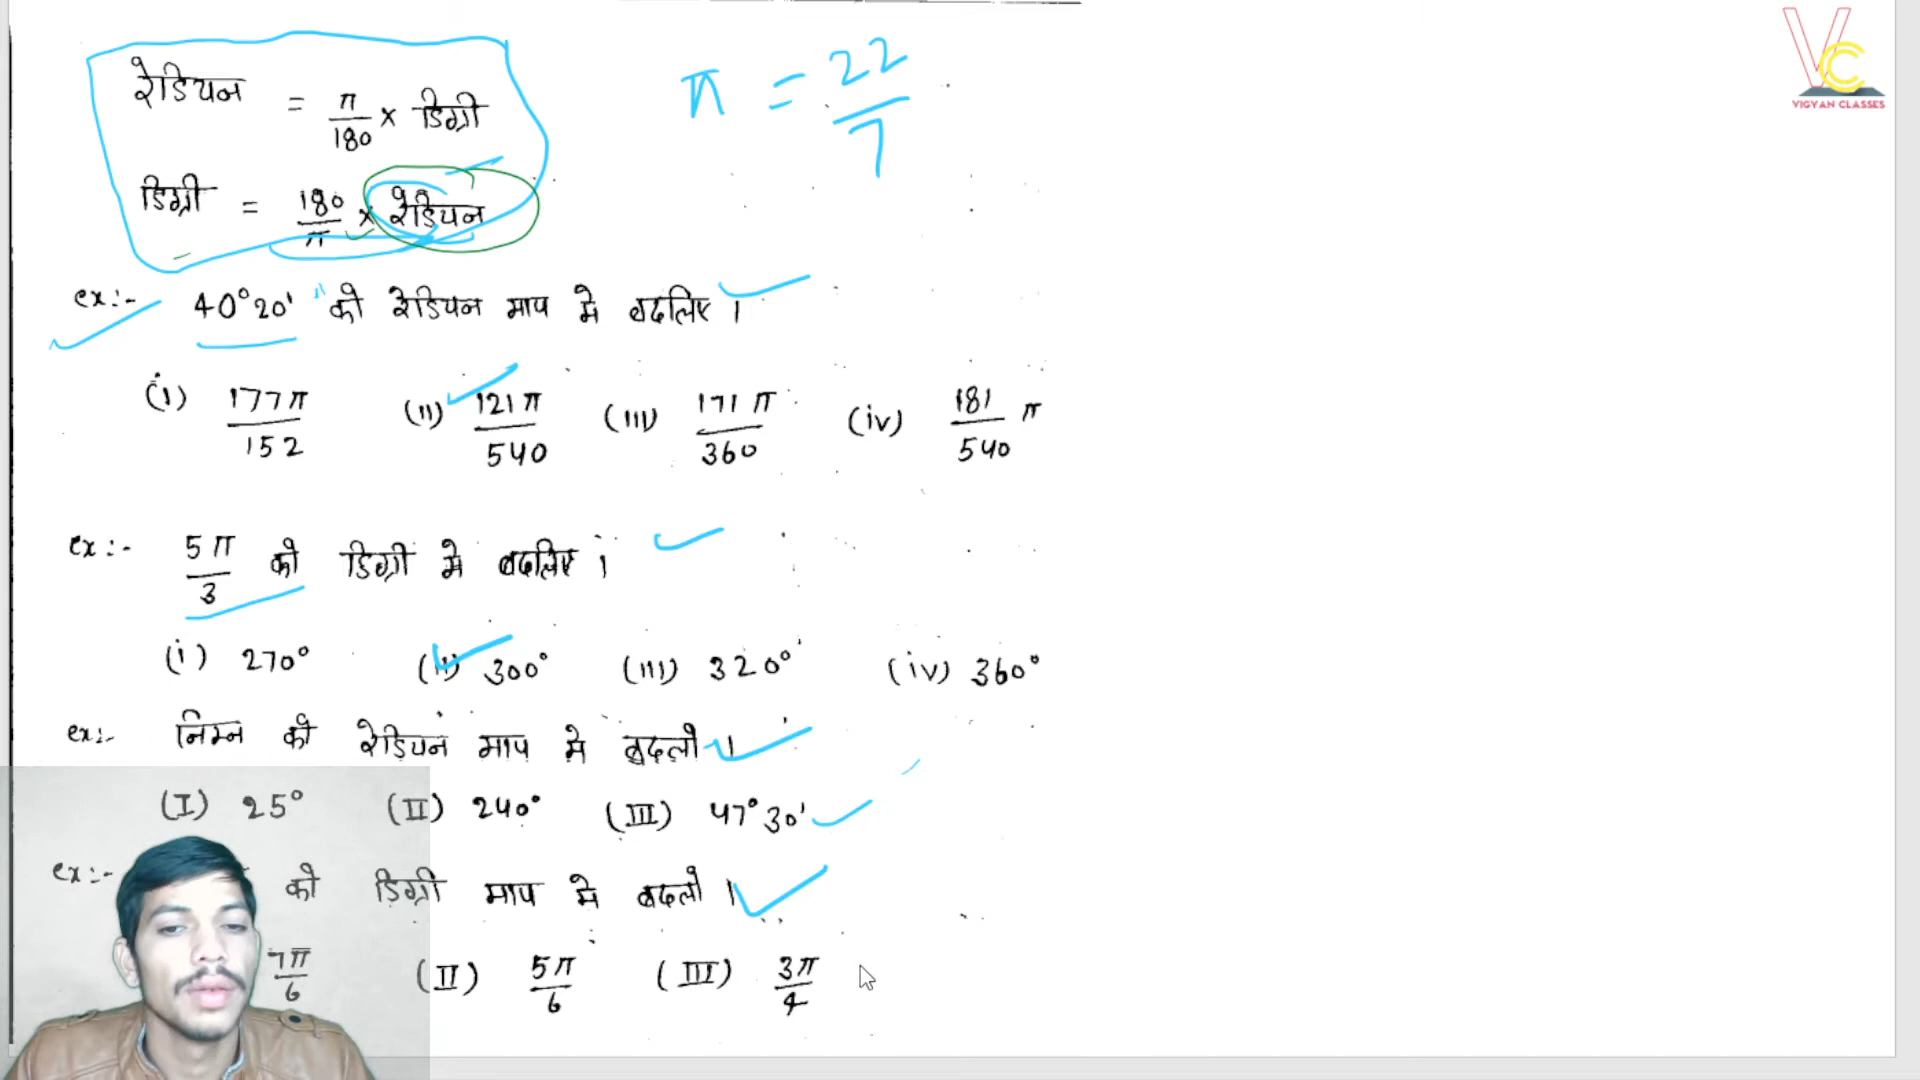 रेडियन = π/180 × डिग्री
π = 22/7
VIGYAN CLASSES
डिग्री = 180/π × रेडियन
ex:- 40°20' को रेडियन माप मे बदलिए ।
(i) 177π/152 (ii) 121π/540 (iii) 171π/360 (iv) 181/540 π
ex:- 5π/3 को डिग्री मे बदलिए ।
(i) 270° (ii) 300° (iii) 320° (iv) 360°
ex:- निम्न को रेडियन माप मे बदलो ।
(I) 25° (II) 240° (III) 47°30'
ex:- को डिग्री माप मे बदलो ।
7π/6 (II) 5π/6 (III) 3π/4